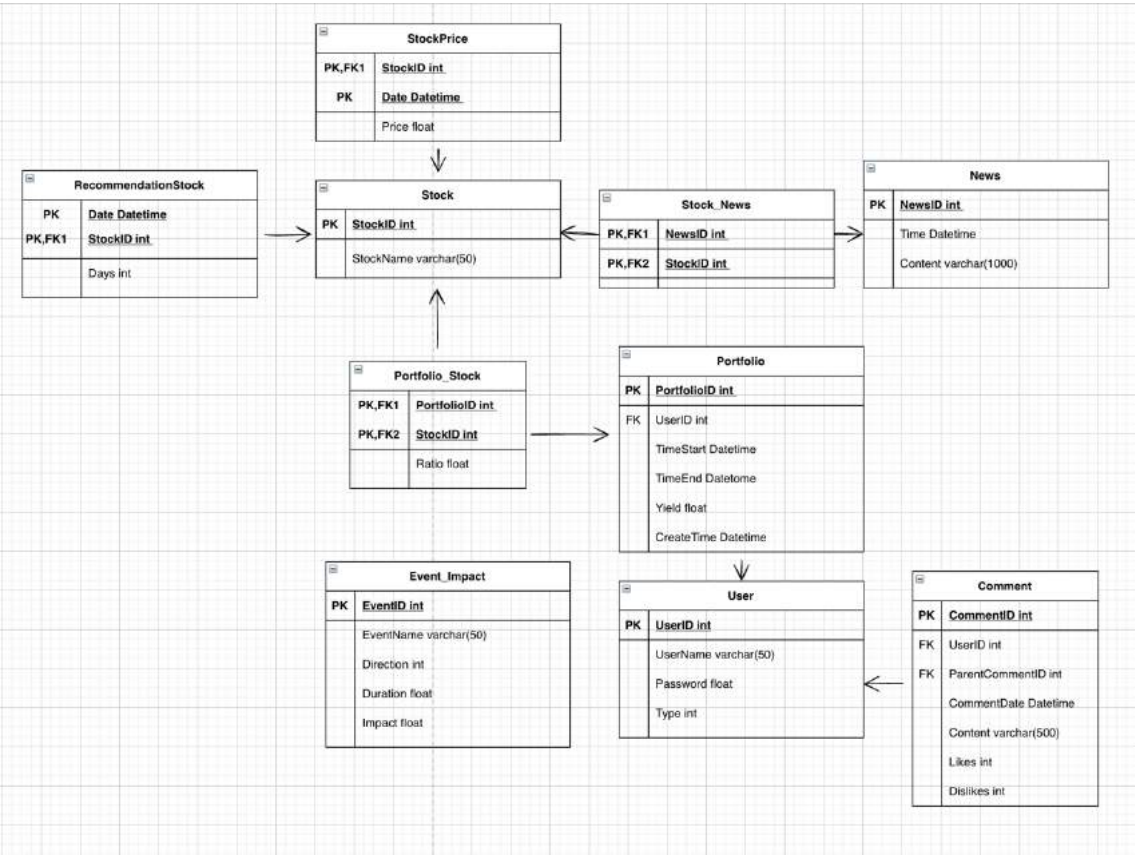 StockPrice
PK,FK1 StockID int
PK Date Datetime
Price float
RecommendationStock
PK Date Datetime
PK,FK1 StockID int
Days int
Stock
PK StockID int
StockName varchar(50)
Stock_News
PK,FK1 NewsID int
PK,FK2 StockID int
News
PK NewsID int
Time Datetime
Content varchar(1000)
Portfolio_Stock
PK,FK1 PortfolioID int
PK,FK2 StockID int
Ratio float
Portfolio
PK PortfolioID int
FK UserID int
TimeStart Datetime
TimeEnd Datetome
Yield float
CreateTime Datetime
Event_Impact
PK EventID int
EventName varchar(50)
Direction int
Duration float
Impact float
User
PK UserID int
UserName varchar(50)
Password float
Type int
Comment
PK CommentID int
FK UserID int
FK ParentCommentID int
CommentDate Datetime
Content varchar(500)
Likes int
Dislikes int